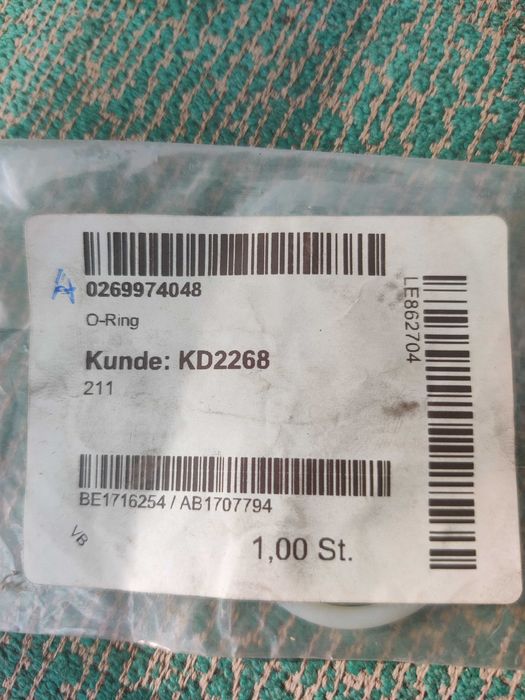 A
0269974048
O-Ring
Kunde: KD2268
211
LE862704
BE1716254 / AB1707794
VB
1,00 St.